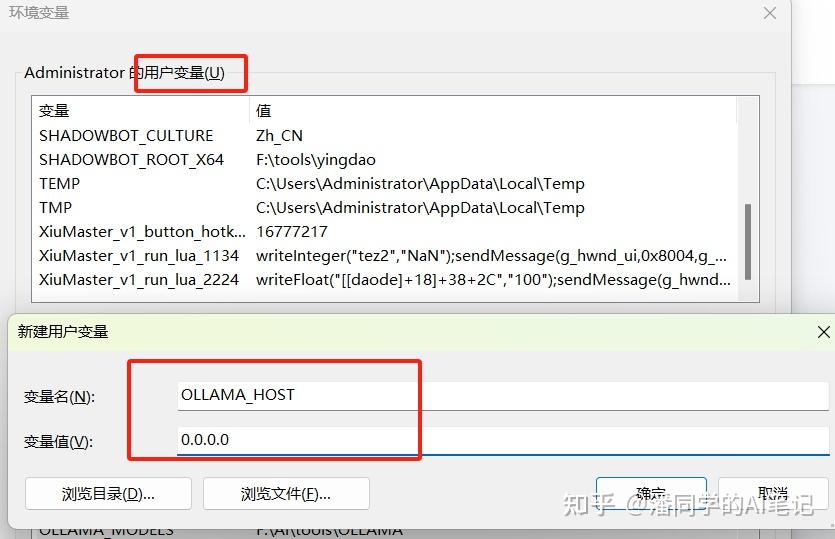 环境变量
Administrator 的用户变量(U)
变量 值
SHADOWBOT_CULTURE Zh_CN
SHADOWBOT_ROOT_X64 F:\tools\yingdao
TEMP C:\Users\Administrator\AppData\Local\Temp
TMP C:\Users\Administrator\AppData\Local\Temp
XiuMaster_v1_button_hotk... 16777217
XiuMaster_v1_run_lua_1134 writeInteger("tez2","NaN");sendMessage(g_hwnd_ui,0x8004,g_...
XiuMaster_v1_run_lua_2224 writeFloat("[[daode]+18]+38+2C","100");sendMessage(g_hwnd...
新建用户变量
变量名(N): OLLAMA_HOST
变量值(V): 0.0.0.0
浏览目录(D)... 浏览文件(F)... 确定 取消
知乎 @潘同学的AI笔记
OLLAMA_MODELS F:\AI\tools\OLLAMA